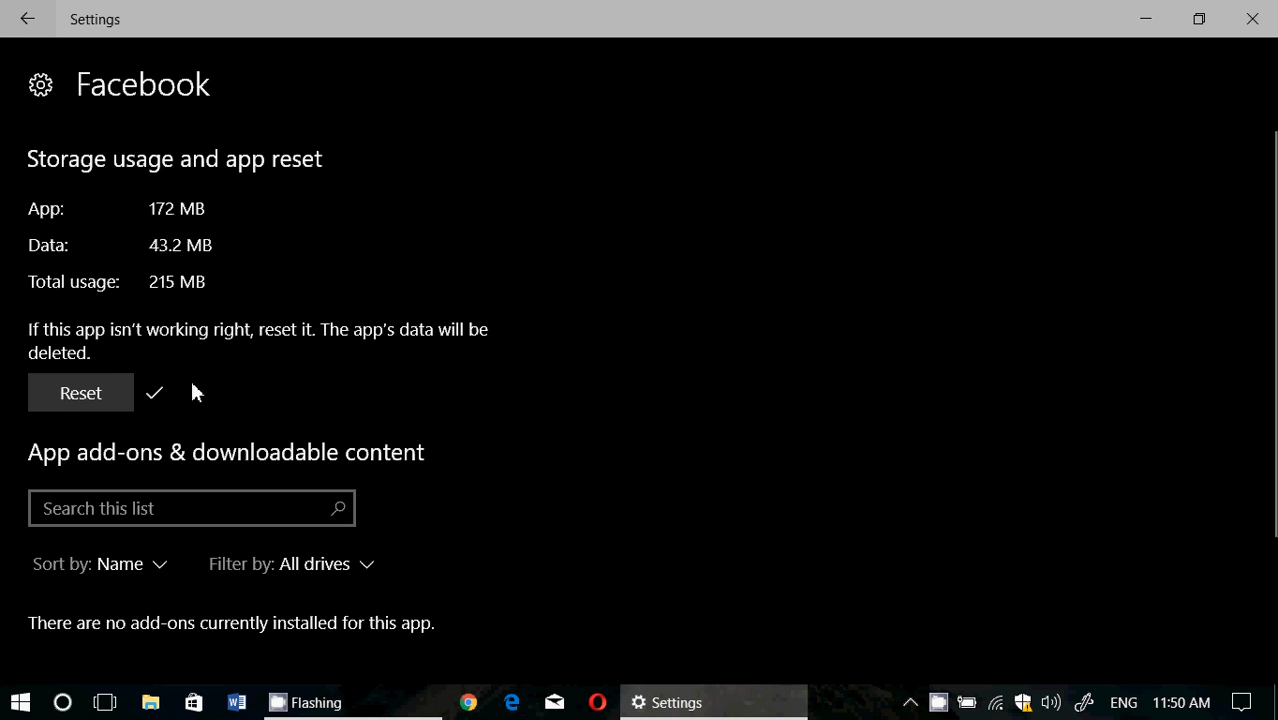 Settings
Facebook
Storage usage and app reset
App: 172 MB
Data: 43.2 MB
Total usage: 215 MB
If this app isn’t working right, reset it. The app’s data will be
deleted.
Reset
App add-ons & downloadable content
Search this list
Sort by: Name Filter by: All drives
There are no add-ons currently installed for this app.
Flashing Settings ENG 11:50 AM